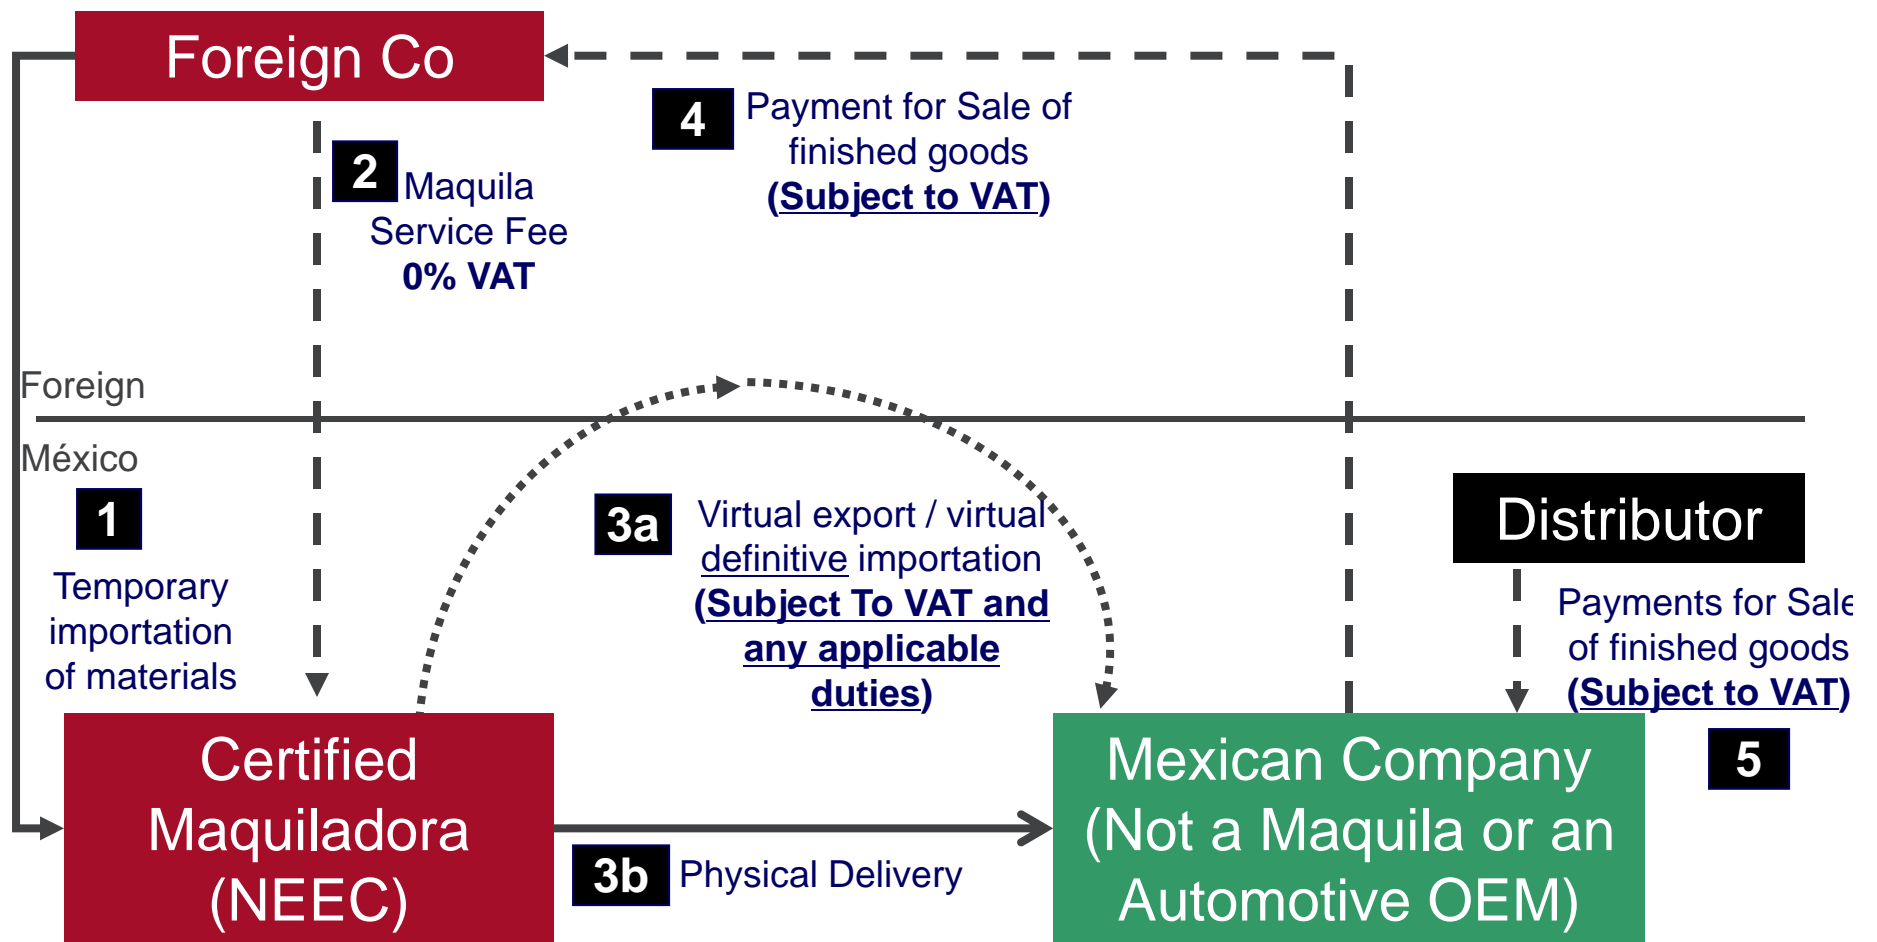 Foreign Co
4
Payment for Sale of
finished goods
(Subject to VAT)
2
Maquila
Service Fee
0% VAT
Foreign
México
1
Temporary
importation
of materials
3a
Virtual export / virtual
definitive importation
(Subject To VAT and
any applicable
duties)
Distributor
Payments for Sale
of finished goods
(Subject to VAT)
5
Certified
Maquiladora
(NEEC)
3b
Physical Delivery
Mexican Company
(Not a Maquila or an
Automotive OEM)